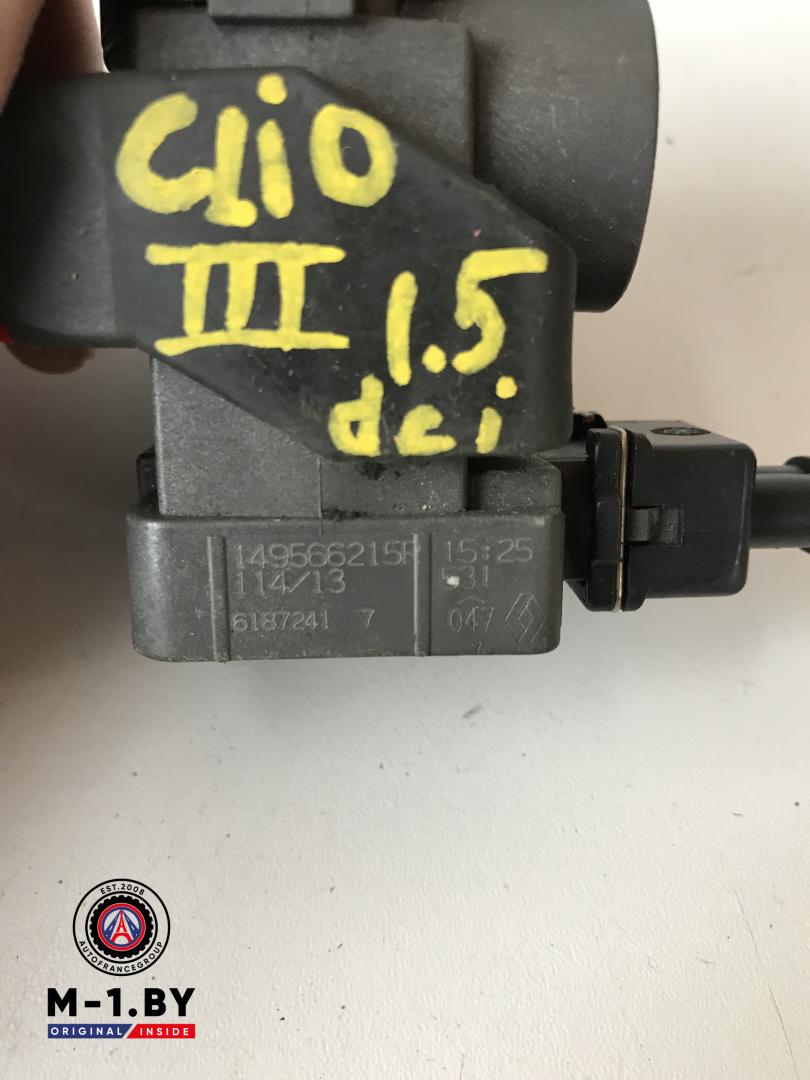 Clio
III 1.5
dci
149566215R 15:25
114/13 531
6187241 7 047
EST.2008
AUTOFRANCEGROUP
M-1.BY
ORIGINAL INSIDE